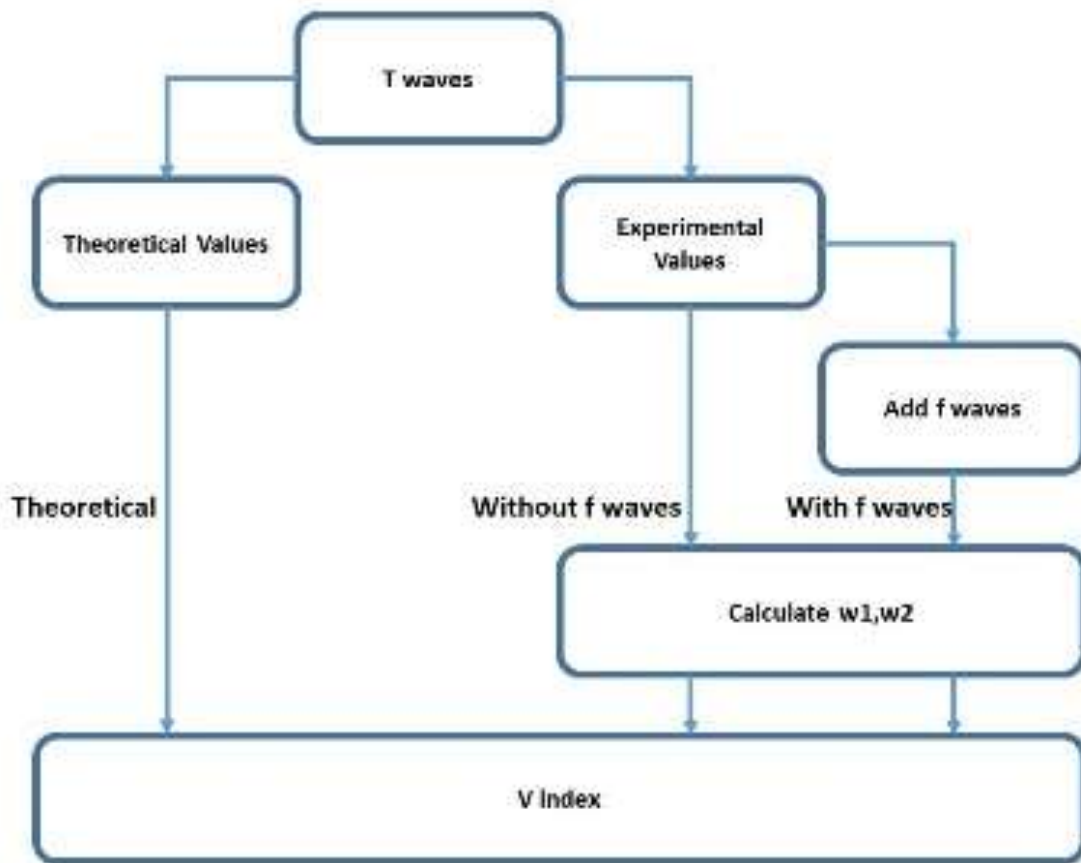 T waves
Theoretical Values
Experimental
Values
Add f waves
Theoretical
Without f waves
With f waves
Calculate w1,w2
V Index